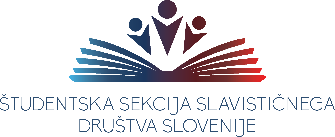 ŠTUDENTSKA SEKCIJA SLAVISTIČNEGA
DRUŠTVA SLOVENIJE